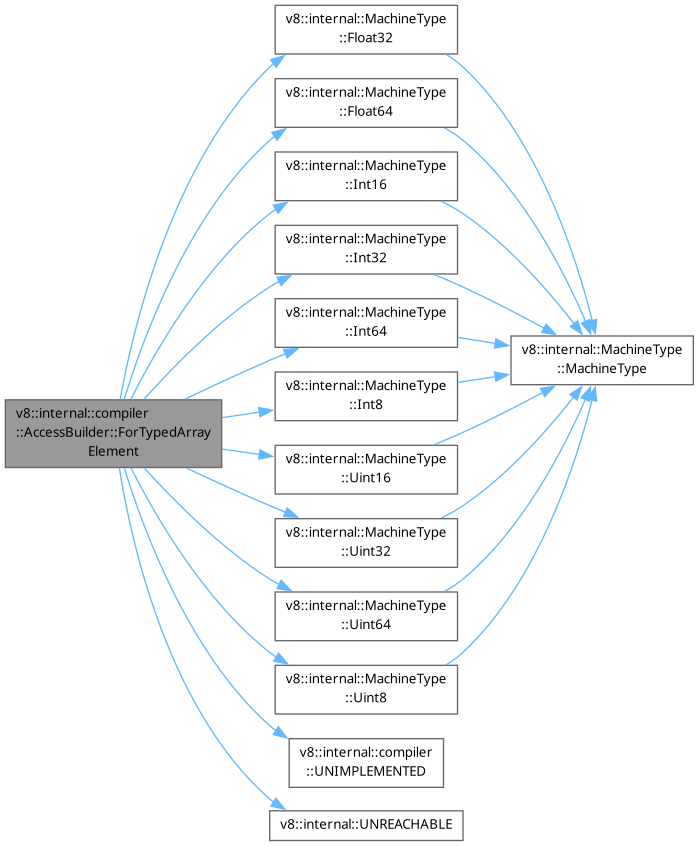 v8::internal::MachineType
::Float32
v8::internal::MachineType
::Float64
v8::internal::MachineType
::Int16
v8::internal::MachineType
::Int32
v8::internal::MachineType
::Int64
v8::internal::MachineType
::MachineType
v8::internal::MachineType
::Int8
v8::internal::compiler
::AccessBuilder::ForTypedArray
Element
v8::internal::MachineType
::Uint16
v8::internal::MachineType
::Uint32
v8::internal::MachineType
::Uint64
v8::internal::MachineType
::Uint8
v8::internal::compiler
::UNIMPLEMENTED
v8::internal::UNREACHABLE